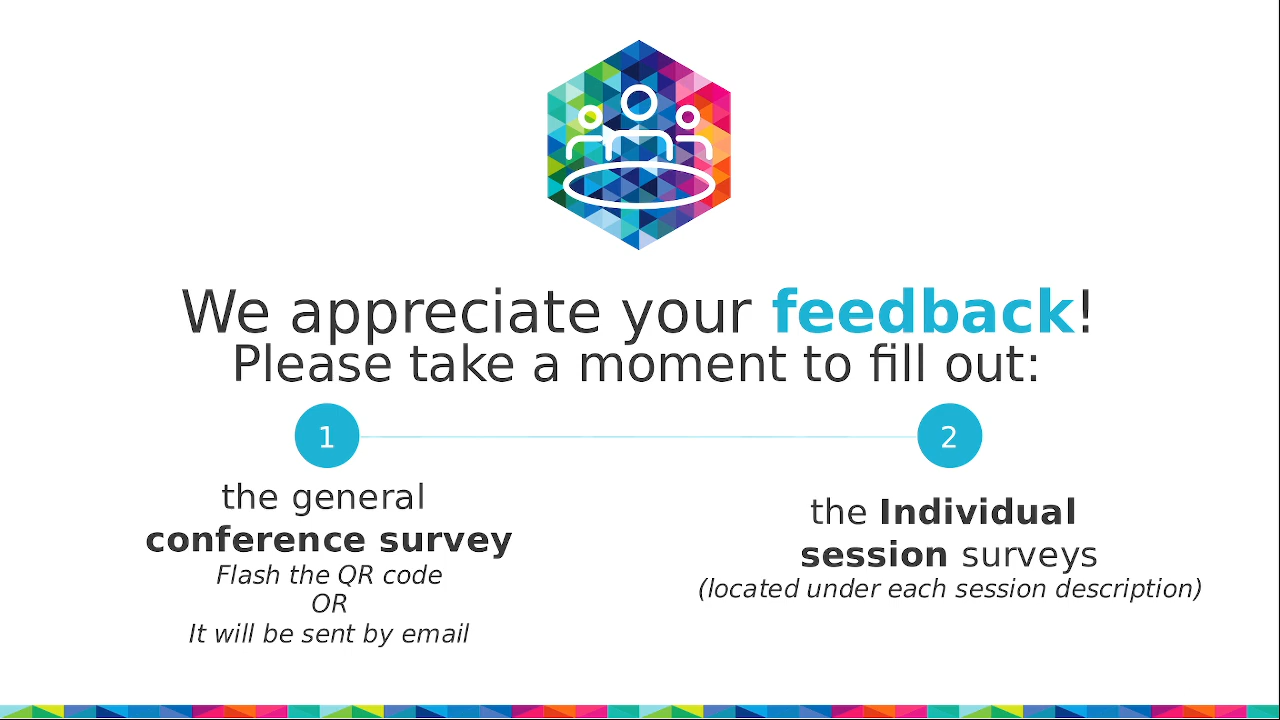 We appreciate your feedback!
Please take a moment to fill out:
1
the general
conference survey
Flash the QR code
OR
It will be sent by email
2
the Individual
session surveys
(located under each session description)